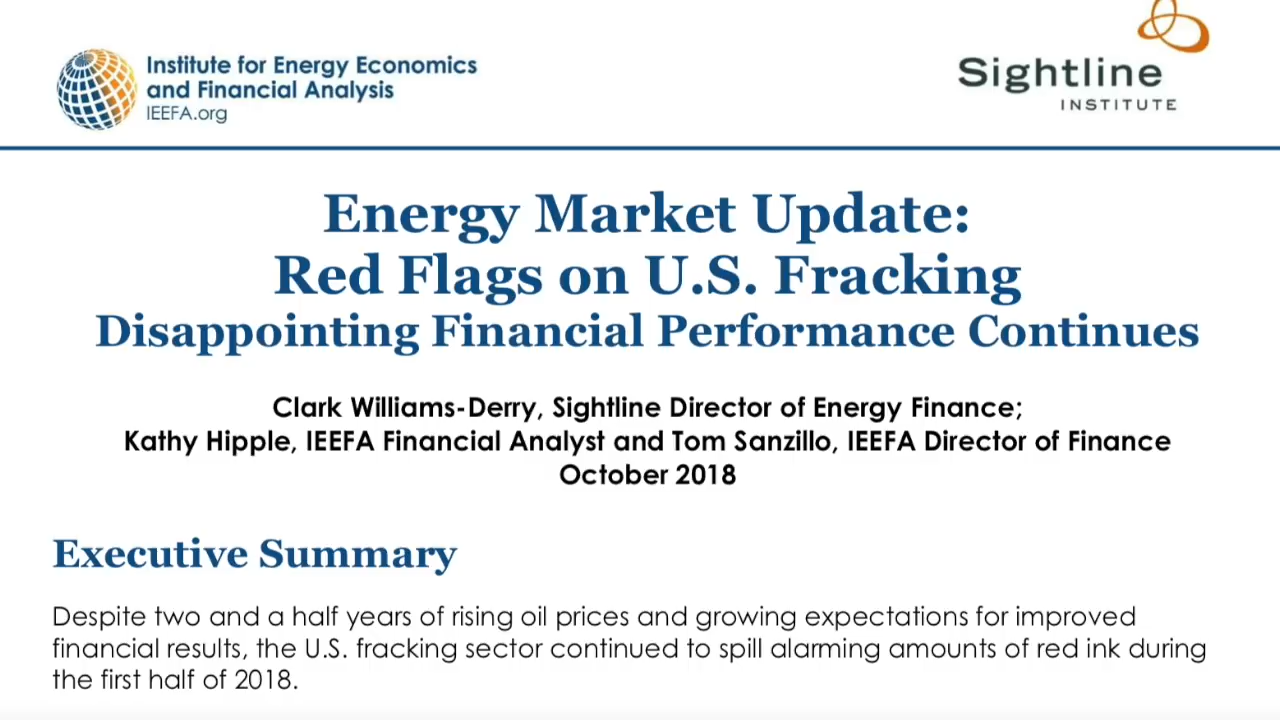 Institute for Energy Economics
and Financial Analysis
IEEFA.org
Sightline
INSTITUTE
Energy Market Update:
Red Flags on U.S. Fracking
Disappointing Financial Performance Continues
Clark Williams-Derry, Sightline Director of Energy Finance;
Kathy Hipple, IEEFA Financial Analyst and Tom Sanzillo, IEEFA Director of Finance
October 2018
Executive Summary
Despite two and a half years of rising oil prices and growing expectations for improved
financial results, the U.S. fracking sector continued to spill alarming amounts of red ink during
the first half of 2018.